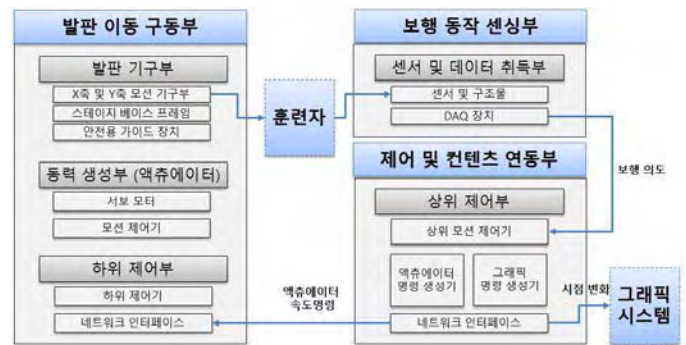 발판 이동 구동부
발판 기구부
X축 및 Y축 모션 기구부
스테이지 베이스 프레임
안전용 가이드 장치
동력 생성부 (액츄에이터)
서보 모터
모션 제어기
하위 제어부
하위 제어기
네트워크 인터페이스
훈련자
보행 동작 센싱부
센서 및 데이터 취득부
센서 및 구조물
DAQ 장치
보행 의도
제어 및 컨텐츠 연동부
상위 제어부
상위 모션 제어기
액츄에이터
명령 생성기
그래픽
명령 생성기
네트워크 인터페이스
액츄에이터
속도명령
시점 변화
그래픽
시스템